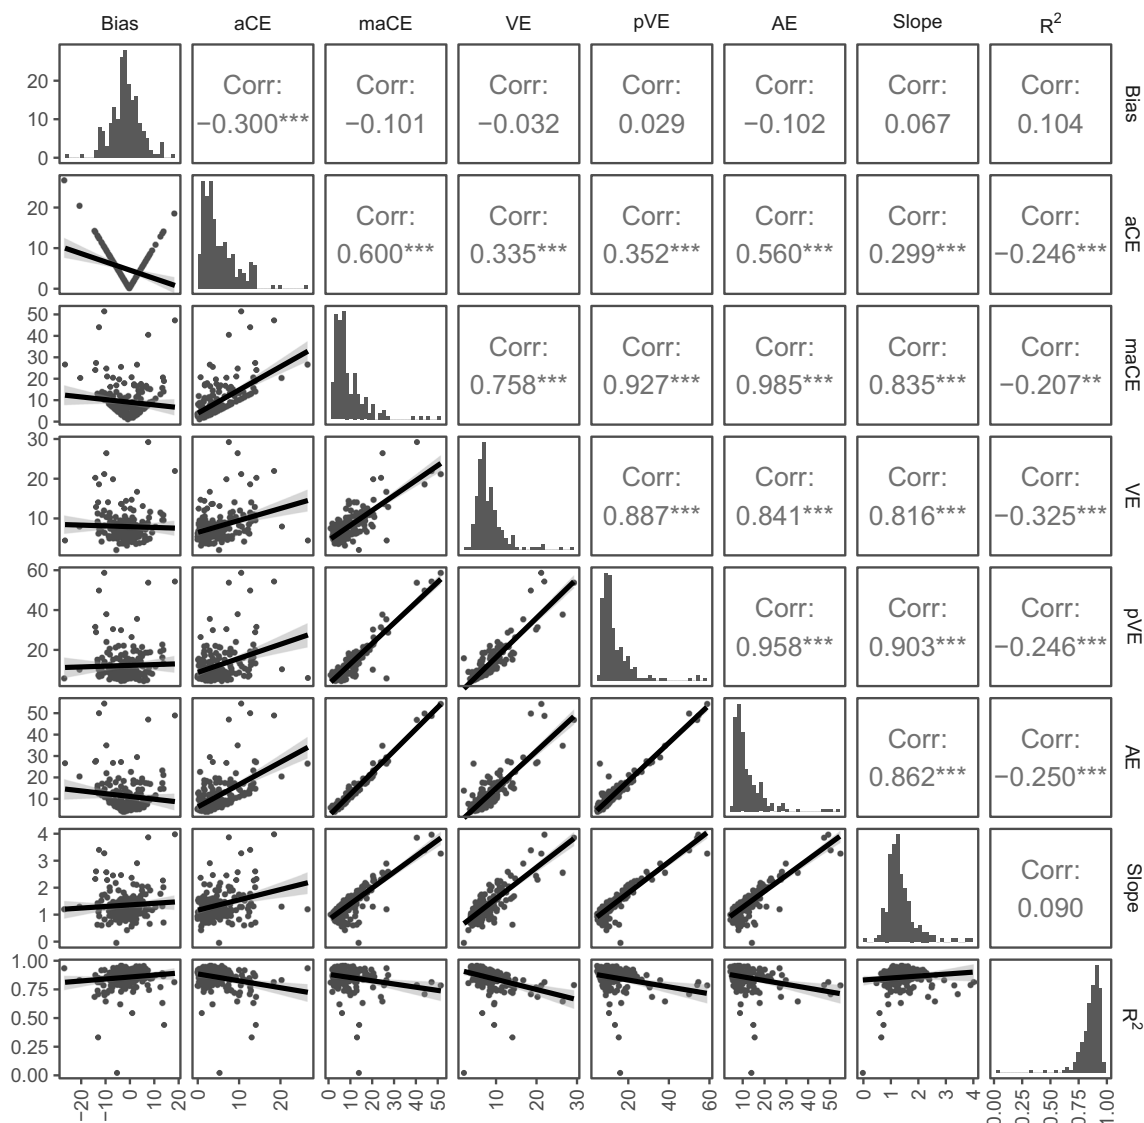 Bias aCE maCE VE pVE AE Slope R²
20 10 0 Corr: Corr: Corr: Corr: Corr: Corr: Corr: Bias
−0.300*** −0.101 −0.032 0.029 −0.102 0.067 0.104
20 10 0 Corr: Corr: Corr: Corr: Corr: Corr: aCE
0.600*** 0.335*** 0.352*** 0.560*** 0.299*** −0.246***
50 40 30 20 10 0 Corr: Corr: Corr: Corr: Corr: maCE
0.758*** 0.927*** 0.985*** 0.835*** −0.207**
30 20 10 Corr: Corr: Corr: Corr: VE
0.887*** 0.841*** 0.816*** −0.325***
60 40 20 Corr: Corr: Corr: pVE
0.958*** 0.903*** −0.246***
50 40 30 20 10 Corr: Corr: AE
0.862*** −0.250***
4 3 2 1 0 Corr: Slope
0.090
1.00 0.75 0.50 0.25 0.00 R²
−20 −10 0 10 20 0 10 20 0 10 20 30 40 50 10 20 30 20 40 60 10 20 30 40 50 0 1 2 3 4 0.00 0.25 0.50 0.75 1.00